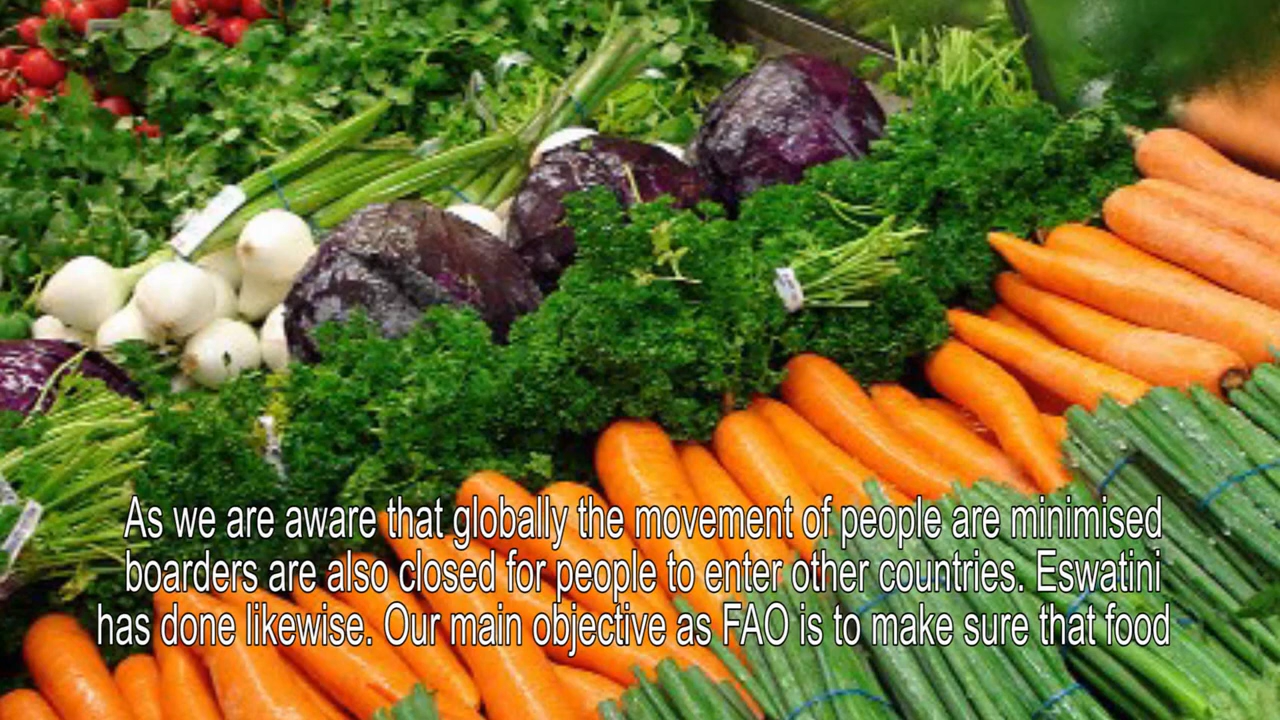 As we are aware that globally the movement of people are minimised
boarders are also closed for people to enter other countries. Eswatini
has done likewise. Our main objective as FAO is to make sure that food